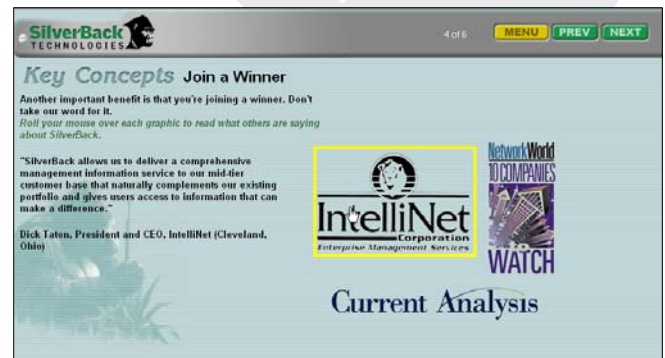 SilverBack
TECHNOLOGIES
4 of 6
MENU
PREV
NEXT
Key Concepts Join a Winner
Another important benefit is that you're joining a winner. Don't
take our word for it.
Roll your mouse over each graphic to read what others are saying
about SilverBack.
"SilverBack allows us to deliver a comprehensive
management information service to our mid-tier
customer base that naturally complements our existing
portfolio and gives users access to information that can
make a difference."
Dick Taten, President and CEO, IntelliNet (Cleveland,
Ohio)
IntelliNet
Corporation
Enterprise Management Services
NetworkWorld
10 COMPANIES
to
WATCH
Current Analysis